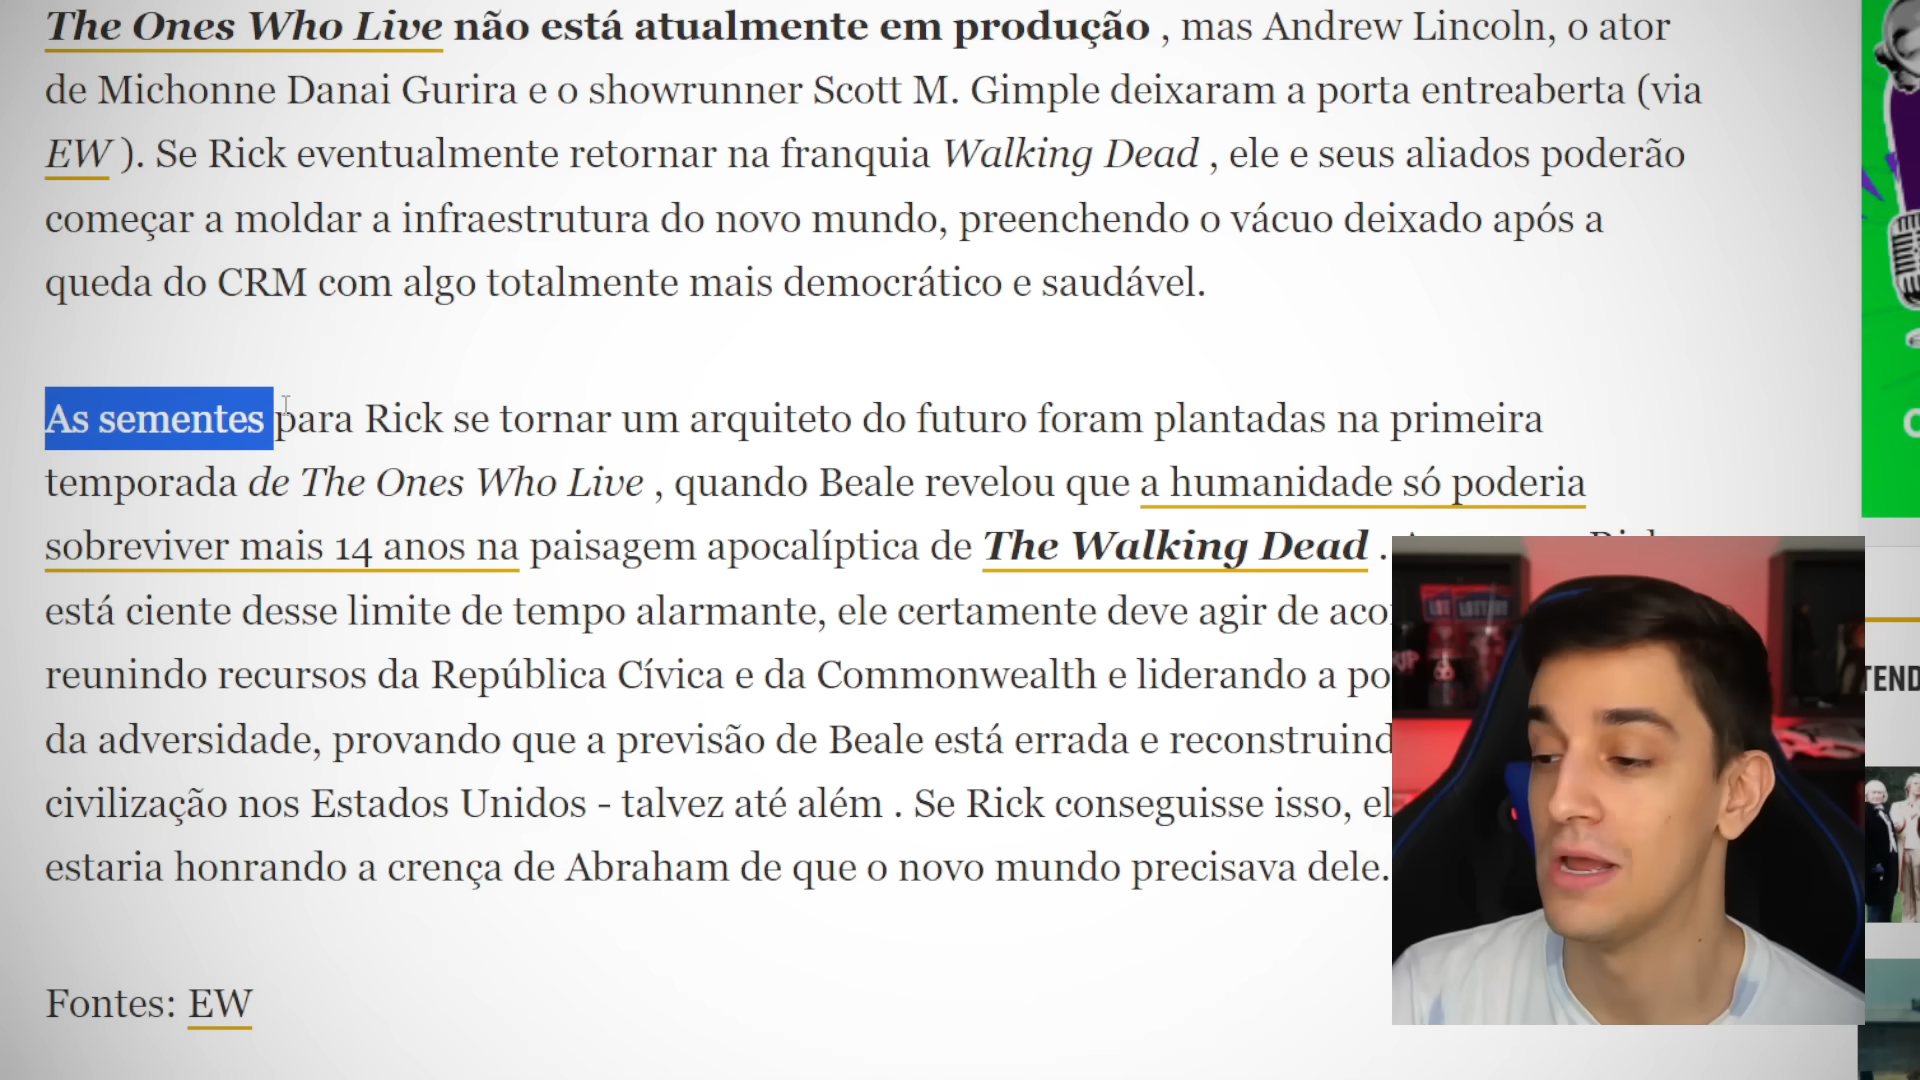 The Ones Who Live não está atualmente em produção , mas Andrew Lincoln, o ator
de Michonne Danai Gurira e o showrunner Scott M. Gimple deixaram a porta entreaberta (via
EW ). Se Rick eventualmente retornar na franquia Walking Dead , ele e seus aliados poderão
começar a moldar a infraestrutura do novo mundo, preenchendo o vácuo deixado após a
queda do CRM com algo totalmente mais democrático e saudável.
As sementes para Rick se tornar um arquiteto do futuro foram plantadas na primeira
temporada de The Ones Who Live , quando Beale revelou que a humanidade só poderia
sobreviver mais 14 anos na paisagem apocalíptica de The Walking Dead .
está ciente desse limite de tempo alarmante, ele certamente deve agir de
reunindo recursos da República Cívica e da Commonwealth e liderando a
da adversidade, provando que a previsão de Beale está errada e
civilização nos Estados Unidos - talvez até além . Se Rick conseguisse isso,
estaria honrando a crença de Abraham de que o novo mundo precisava dele.
Fontes: EW